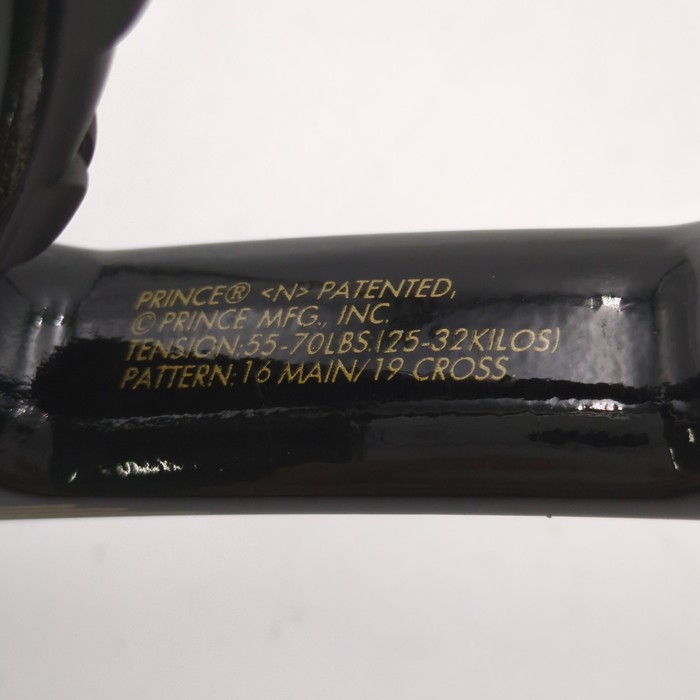 PRINCE® <N> PATENTED,
© PRINCE MFG., INC.
TENSION:55-70LBS.(25-32KILOS)
PATTERN:16 MAIN/19 CROSS.